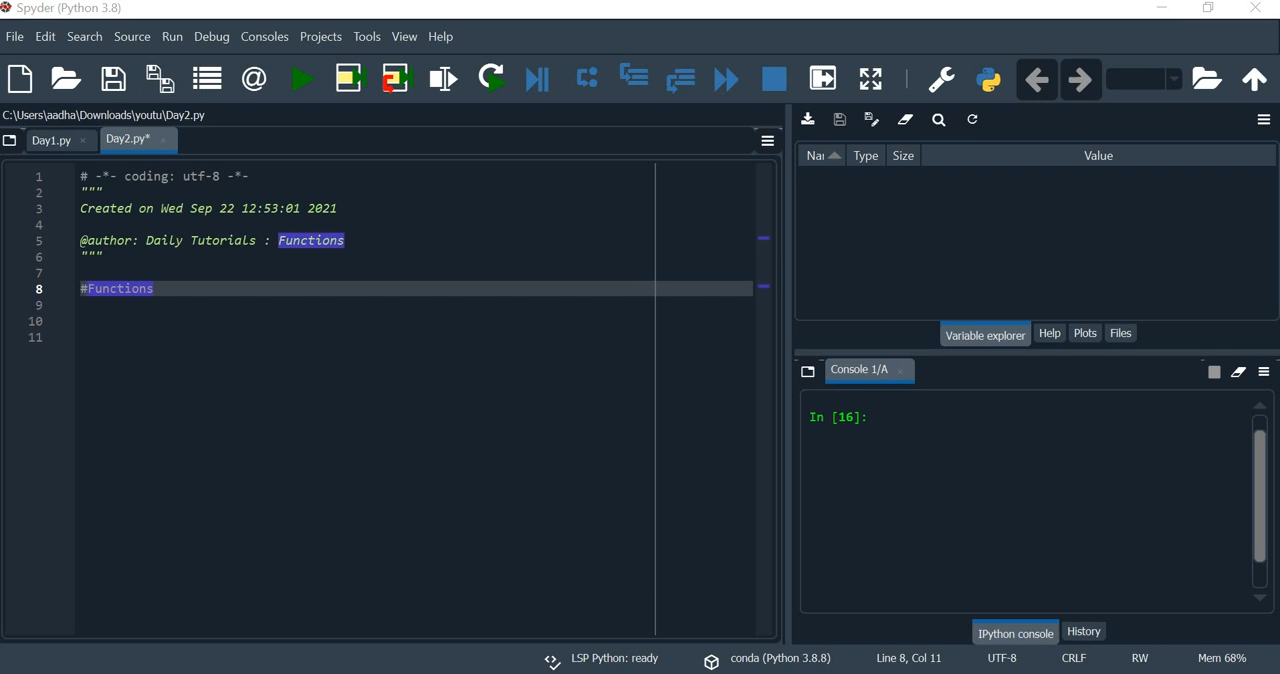 Spyder (Python 3.8)
File Edit Search Source Run Debug Consoles Projects Tools View Help
C:\Users\aadha\Downloads\youtu\Day2.py
Day1.py Day2.py*
1 # -*- coding: utf-8 -*-
2 """
3 Created on Wed Sep 22 12:53:01 2021
4
5 @author: Daily Tutorials : Functions
6 """
7
8 #Functions
9
10
11
Nai Type Size Value
Variable explorer Help Plots Files
Console 1/A
In [16]:
IPython console History
LSP Python: ready conda (Python 3.8.8) Line 8, Col 11 UTF-8 CRLF RW Mem 68%